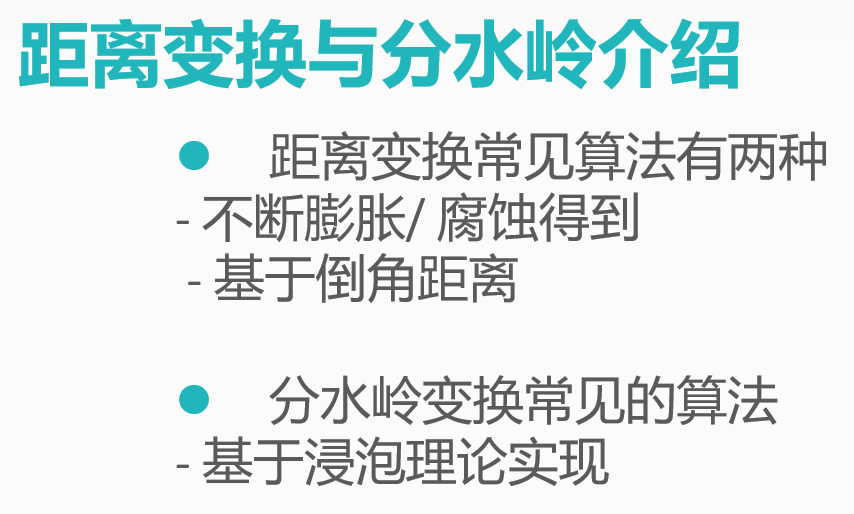 距离变换与分水岭介绍
● 距离变换常见算法有两种
- 不断膨胀/ 腐蚀得到
- 基于倒角距离
● 分水岭变换常见的算法
- 基于浸泡理论实现